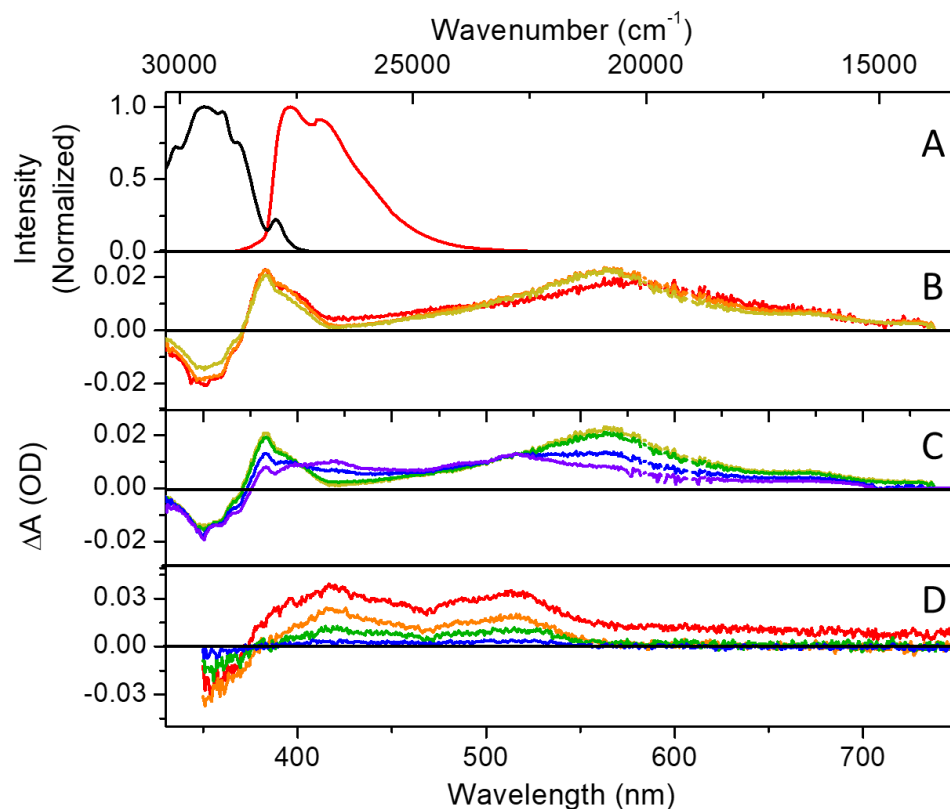 Wavenumber (cm⁻¹)
30000 25000 20000 15000
Intensity
(Normalized)
1.0
0.5
0.0
A
0.02
0.00
-0.02
B
ΔA (OD)
0.02
0.00
-0.02
C
0.03
0.00
-0.03
D
400 500 600 700
Wavelength (nm)